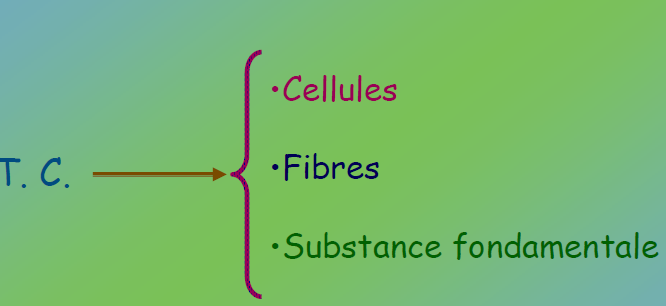 T. C.
•Cellules
•Fibres
•Substance fondamentale